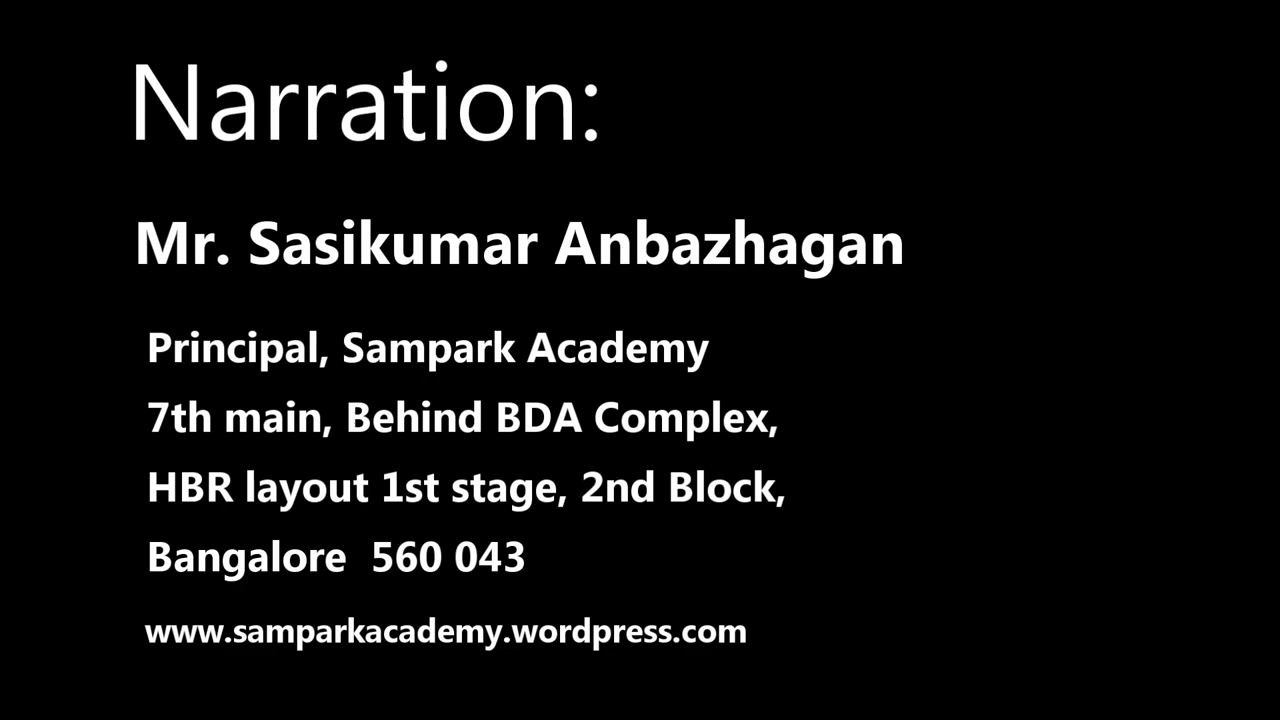 Narration:
Mr. Sasikumar Anbazhagan
Principal, Sampark Academy
7th main, Behind BDA Complex,
HBR layout 1st stage, 2nd Block,
Bangalore  560 043
www.samparkacademy.wordpress.com